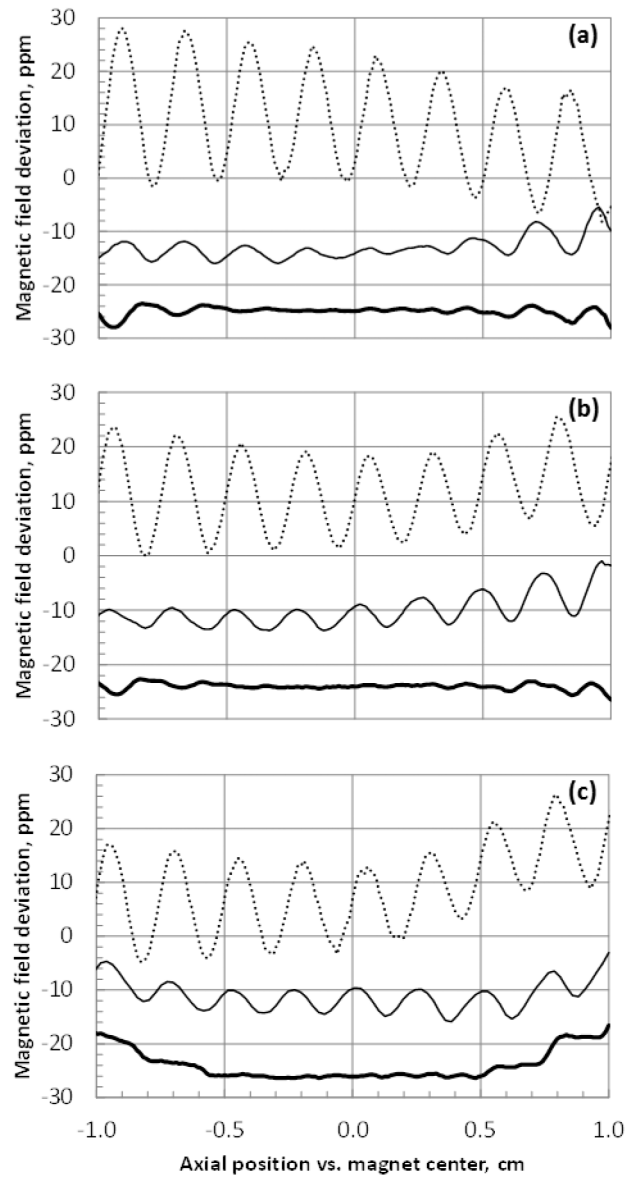 30
20
10
0
-10
-20
-30
Magnetic field deviation, ppm
(a)
30
20
10
0
-10
-20
-30
Magnetic field deviation, ppm
(b)
30
20
10
0
-10
-20
-30
Magnetic field deviation, ppm
(c)
-1.0 -0.5 0.0 0.5 1.0
Axial position vs. magnet center, cm